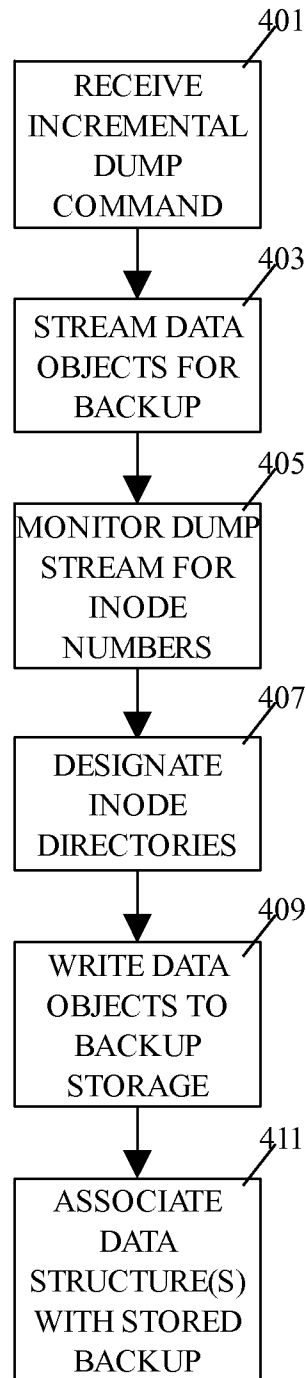 401
RECEIVE
INCREMENTAL
DUMP
COMMAND
403
STREAM DATA
OBJECTS FOR
BACKUP
405
MONITOR DUMP
STREAM FOR
INODE
NUMBERS
407
DESIGNATE
INODE
DIRECTORIES
409
WRITE DATA
OBJECTS TO
BACKUP
STORAGE
411
ASSOCIATE
DATA
STRUCTURE(S)
WITH STORED
BACKUP